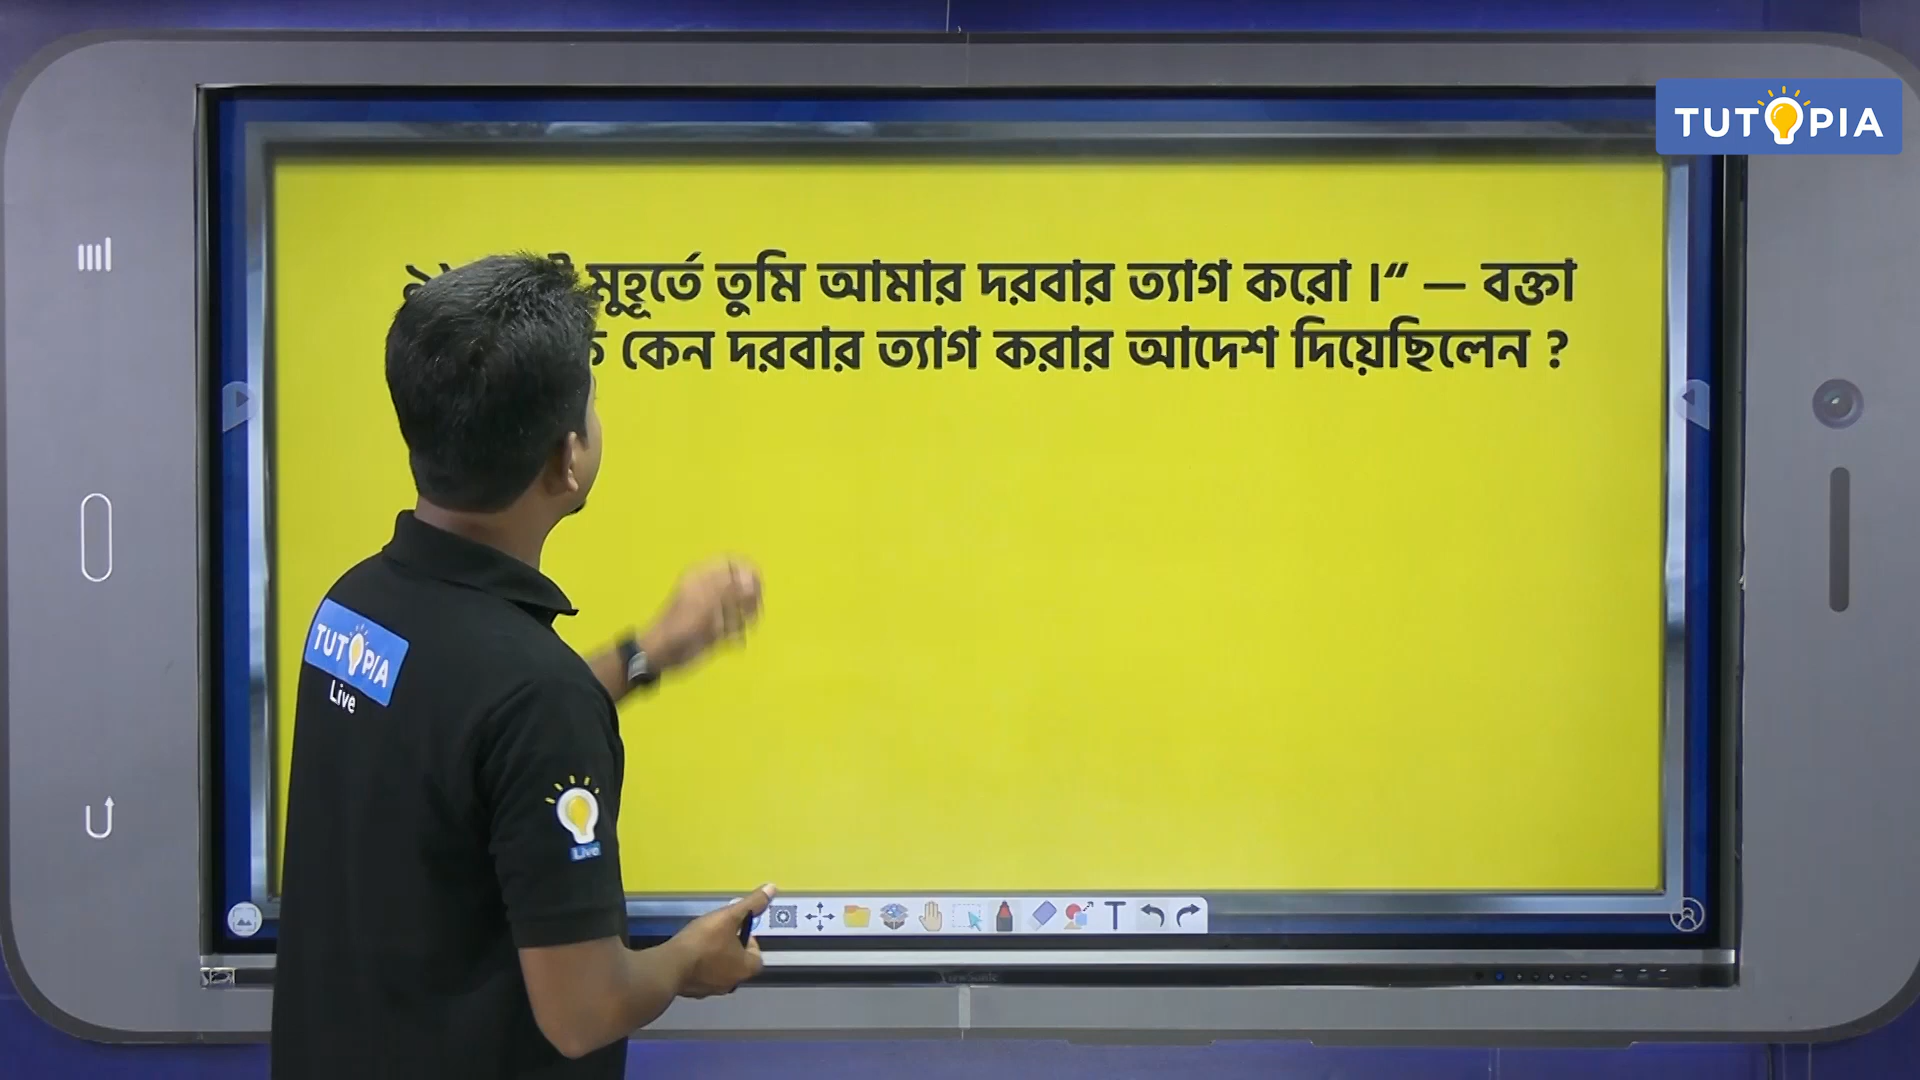 TUTOPIA
মুহূর্তে তুমি আমার দরবার ত্যাগ করো ।“ — বক্তা
কেন দরবার ত্যাগ করার আদেশ দিয়েছিলেন ?
TUTOPIA
Live
Live